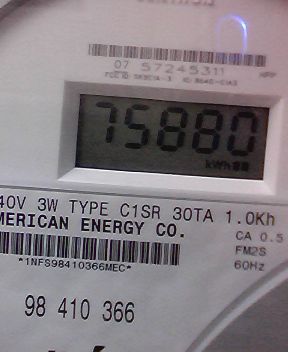 07 57245311
75880
kWh
40V 3W TYPE C1SR 30TA 1.0Kh
MERICAN ENERGY CO.
CA 0.5
FM2S
60Hz
*1NFS98410366MEC*
98 410 366